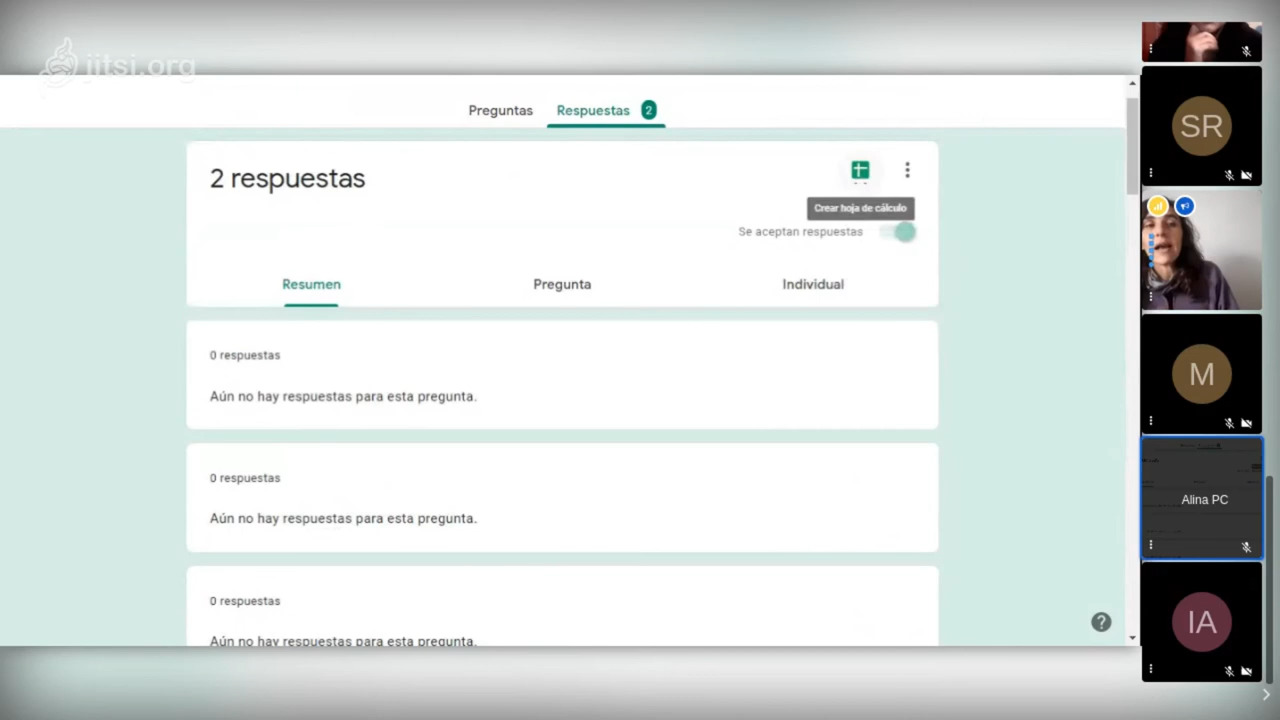 jitsi.org
Preguntas Respuestas 2
2 respuestas
Crear hoja de cálculo
Se aceptan respuestas
Resumen Pregunta Individual
0 respuestas
Aún no hay respuestas para esta pregunta.
0 respuestas
Aún no hay respuestas para esta pregunta.
0 respuestas
Aún no hay respuestas para esta pregunta.
?
SR
M
Alina PC
IA